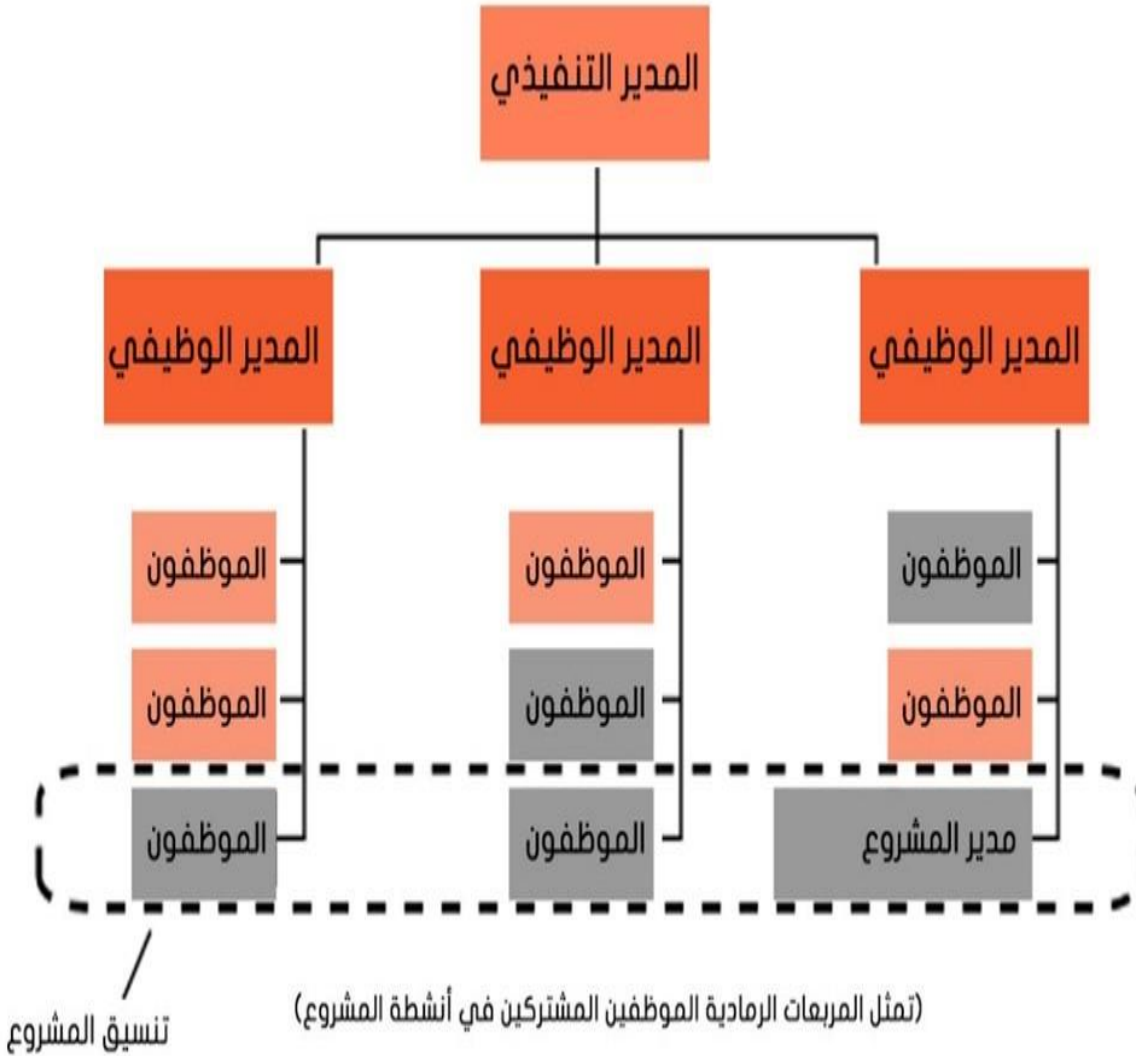 المدير التنفيذي
المدير الوظيفي
المدير الوظيفي
المدير الوظيفي
الموظفون
الموظفون
الموظفون
الموظفون
الموظفون
الموظفون
مدير المشروع
الموظفون
الموظفون
(تمثل المربعات الرمادية الموظفين المشتركين في أنشطة المشروع)
تنسيق المشروع